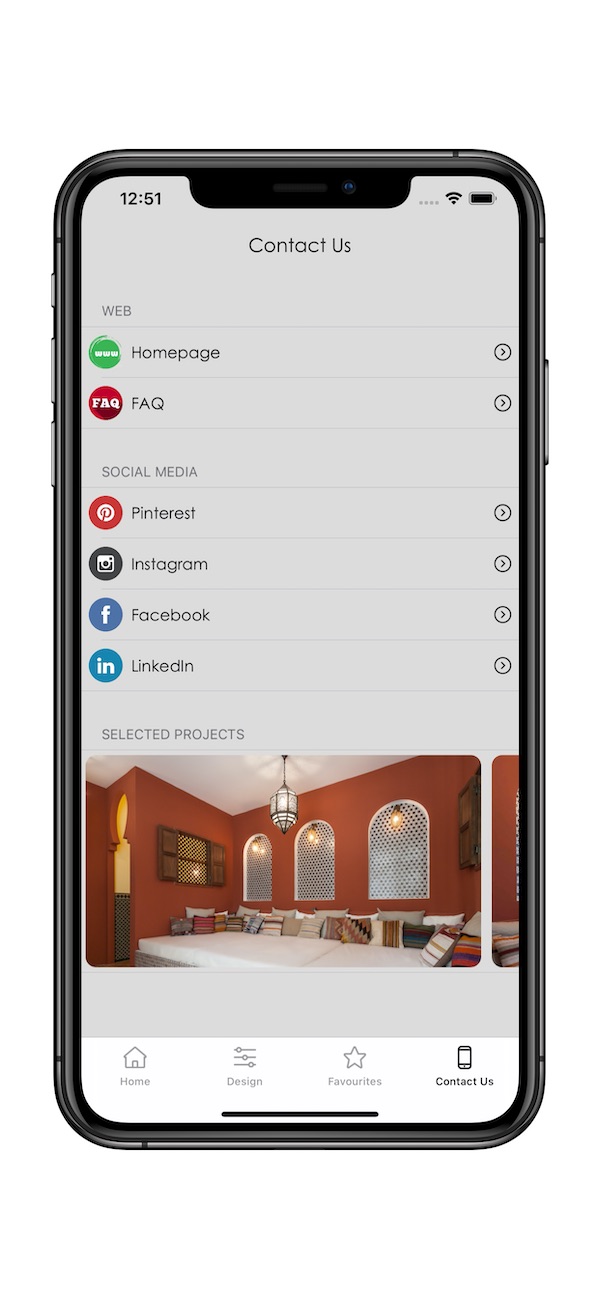 12:51
Contact Us
WEB
www
Homepage
FAQ
FAQ
SOCIAL MEDIA
Pinterest
Instagram
f
Facebook
in
LinkedIn
SELECTED PROJECTS
Home
Design
Favourites
Contact Us